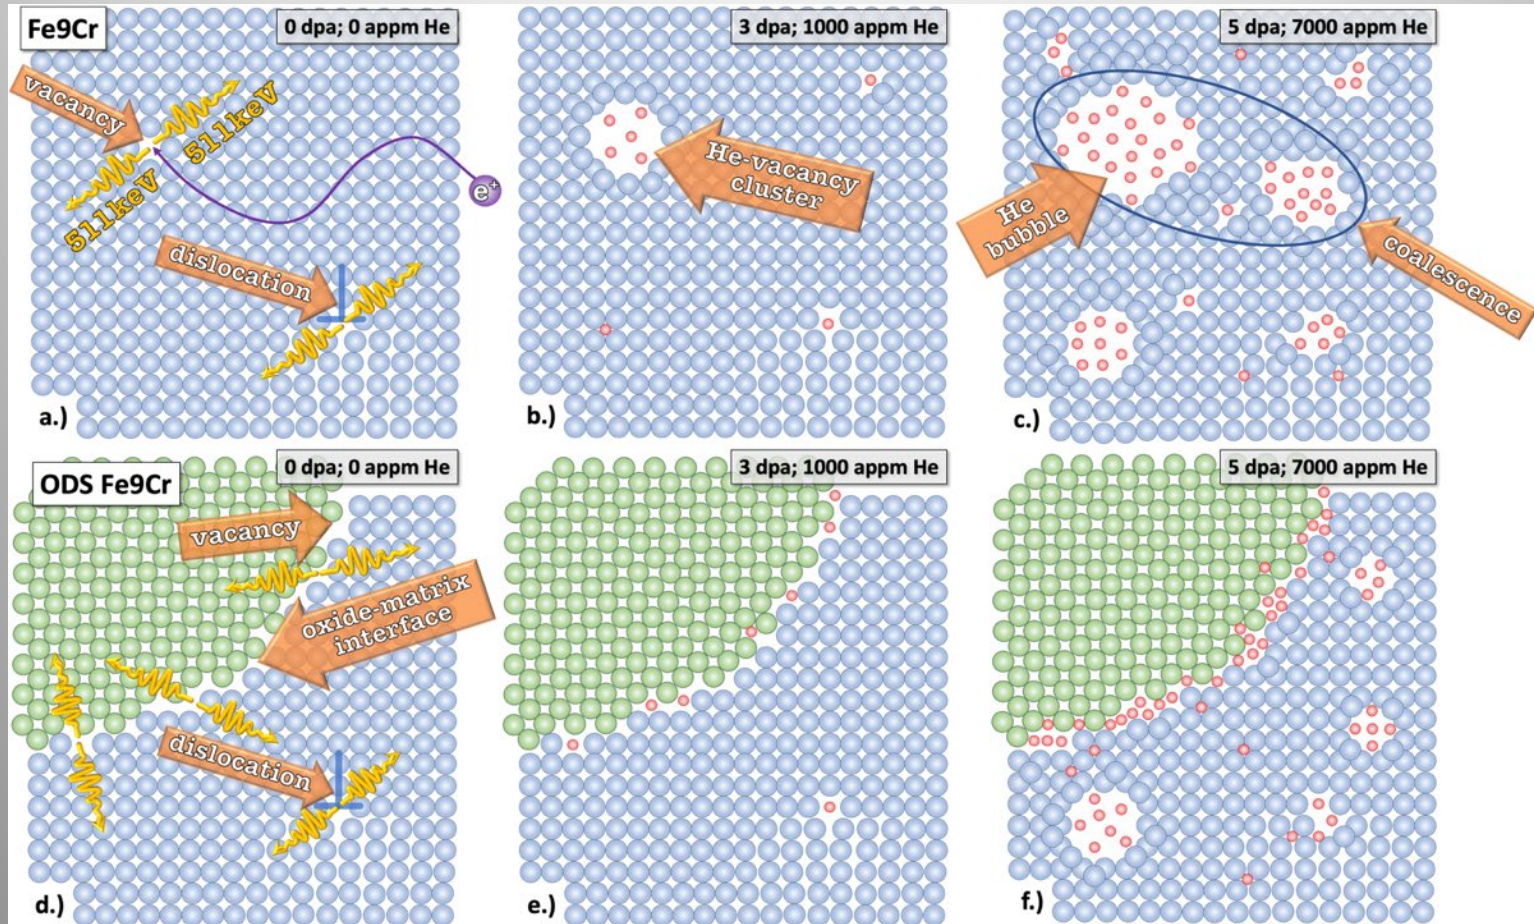 Fe9Cr
0 dpa; 0 appm He
vacancy
511keV
511keV
e⁺
dislocation
a.)
3 dpa; 1000 appm He
He-vacancy
cluster
b.)
5 dpa; 7000 appm He
He
bubble
coalescence
c.)
ODS Fe9Cr
0 dpa; 0 appm He
vacancy
oxide-matrix
interface
dislocation
d.)
3 dpa; 1000 appm He
e.)
5 dpa; 7000 appm He
f.)